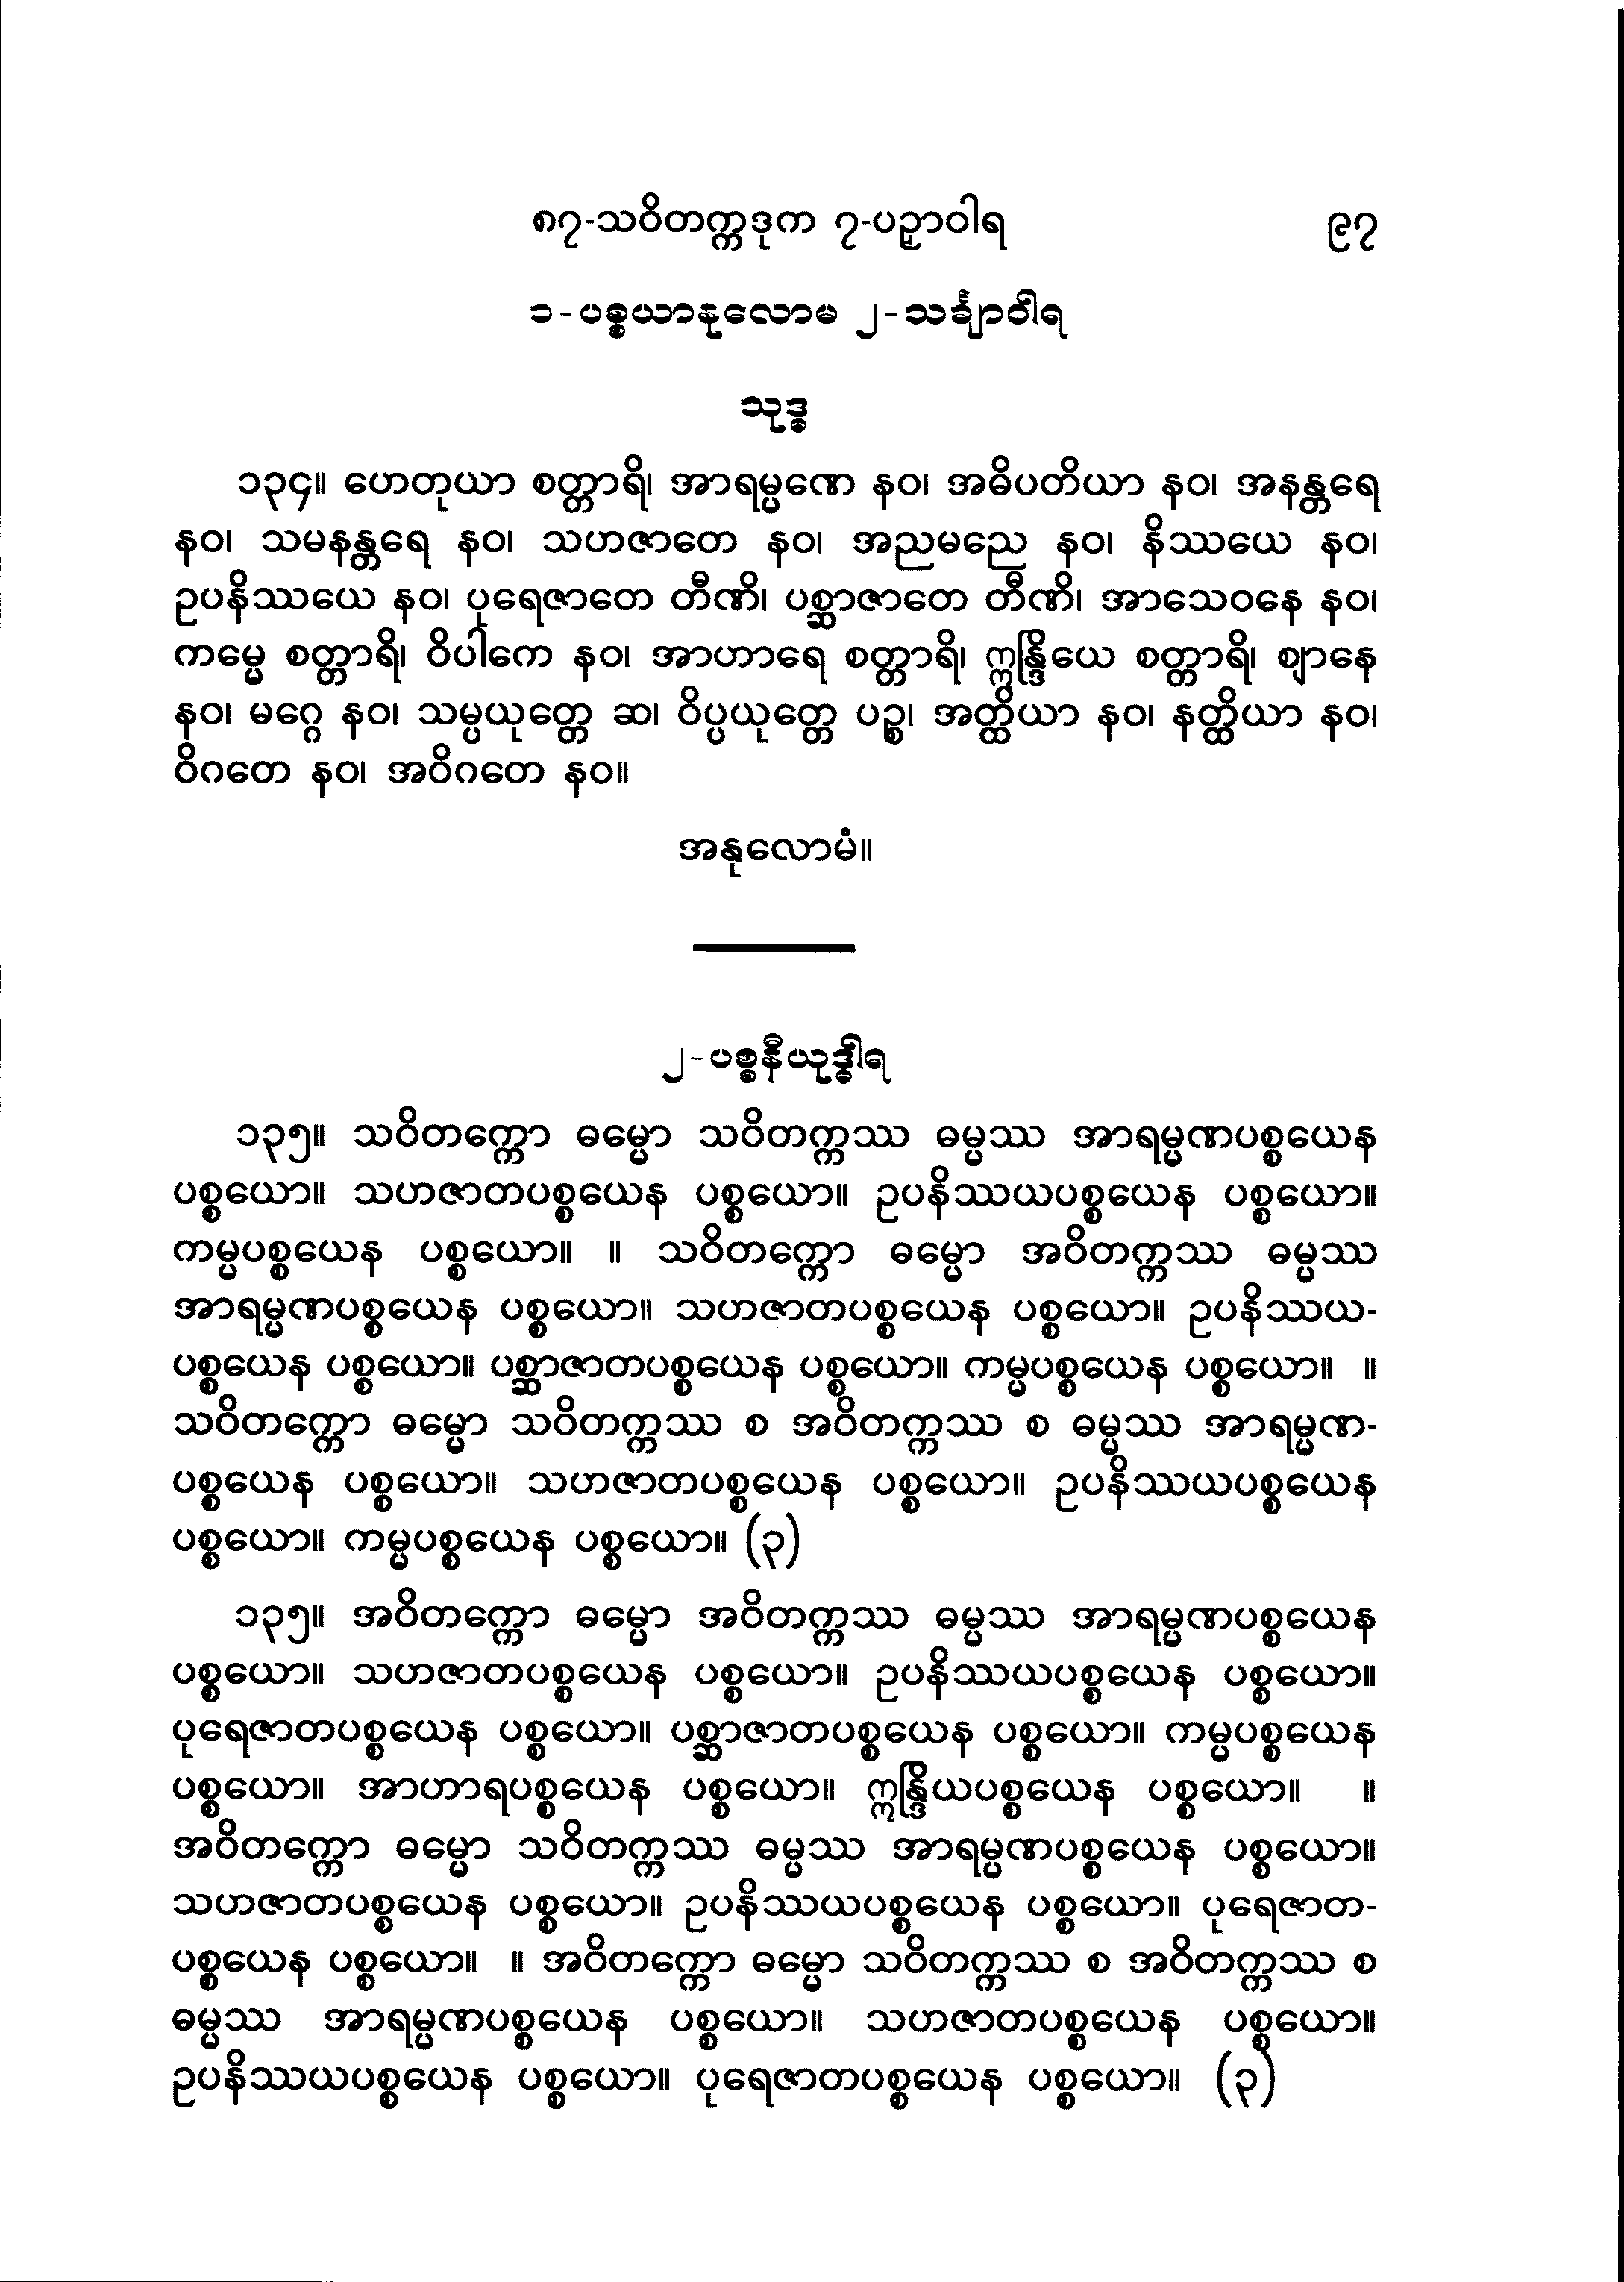 ၈၇-သဝိတက္ကဒုက ၇-ပဉှာဝါရ ၉၇
၁-ပစ္စယာနုလောမ ၂-သင်္ချာဝါရ
သုဒ္ဓ
၁၃၄။ ဟေတုယာ စတ္တာရိ၊ အာရမ္မဏေ နဝ၊ အဓိပတိယာ နဝ၊ အနန္တရေ
နဝ၊ သမနန္တရေ နဝ၊ သဟဇာတေ နဝ၊ အညမညေ နဝ၊ နိဿယေ နဝ၊
ဥပနိဿယေ နဝ၊ ပုရေဇာတေ တီဏိ၊ ပစ္ဆာဇာတေ တီဏိ၊ အာသေဝနေ နဝ၊
ကမ္မေ စတ္တာရိ၊ ဝိပါကေ နဝ၊ အာဟာရေ စတ္တာရိ၊ ဣန္ဒြိယေ စတ္တာရိ၊ ဈာနေ
နဝ၊ မဂ္ဂေ နဝ၊ သမ္ပယုတ္တေ ဆ၊ ဝိပ္ပယုတ္တေ ပဉ္စ၊ အတ္ထိယာ နဝ၊ နတ္ထိယာ နဝ၊
ဝိဂတေ နဝ၊ အဝိဂတေ နဝ။
အနုလောမံ။
၂-ပစ္စနီယုဒ္ဓါရ
၁၃၅။ သဝိတက္ကော ဓမ္မော သဝိတက္ကဿ ဓမ္မဿ အာရမ္မဏပစ္စယေန
ပစ္စယော။ သဟဇာတပစ္စယေန ပစ္စယော။ ဥပနိဿယပစ္စယေန ပစ္စယော။
ကမ္မပစ္စယေန ပစ္စယော။ ။ သဝိတက္ကော ဓမ္မော အဝိတက္ကဿ ဓမ္မဿ
အာရမ္မဏပစ္စယေန ပစ္စယော။ သဟဇာတပစ္စယေန ပစ္စယော။ ဥပနိဿယ-
ပစ္စယေန ပစ္စယော။ ပစ္ဆာဇာတပစ္စယေန ပစ္စယော။ ကမ္မပစ္စယေန ပစ္စယော။ ။
သဝိတက္ကော ဓမ္မော သဝိတက္ကဿ စ အဝိတက္ကဿ စ ဓမ္မဿ အာရမ္မဏ-
ပစ္စယေန ပစ္စယော။ သဟဇာတပစ္စယေန ပစ္စယော။ ဥပနိဿယပစ္စယေန
ပစ္စယော။ ကမ္မပစ္စယေန ပစ္စယော။ (၃)
၁၃၅။ အဝိတက္ကော ဓမ္မော အဝိတက္ကဿ ဓမ္မဿ အာရမ္မဏပစ္စယေန
ပစ္စယော။ သဟဇာတပစ္စယေန ပစ္စယော။ ဥပနိဿယပစ္စယေန ပစ္စယော။
ပုရေဇာတပစ္စယေန ပစ္စယော။ ပစ္ဆာဇာတပစ္စယေန ပစ္စယော။ ကမ္မပစ္စယေန
ပစ္စယော။ အာဟာရပစ္စယေန ပစ္စယော။ ဣန္ဒြိယပစ္စယေန ပစ္စယော။ ။
အဝိတက္ကော ဓမ္မော သဝိတက္ကဿ ဓမ္မဿ အာရမ္မဏပစ္စယေန ပစ္စယော။
သဟဇာတပစ္စယေန ပစ္စယော။ ဥပနိဿယပစ္စယေန ပစ္စယော။ ပုရေဇာတ-
ပစ္စယေန ပစ္စယော။ ။ အဝိတက္ကော ဓမ္မော သဝိတက္ကဿ စ အဝိတက္ကဿ စ
ဓမ္မဿ အာရမ္မဏပစ္စယေန ပစ္စယော။ သဟဇာတပစ္စယေန ပစ္စယော။
ဥပနိဿယပစ္စယေန ပစ္စယော။ ပုရေဇာတပစ္စယေန ပစ္စယော။ (၃)